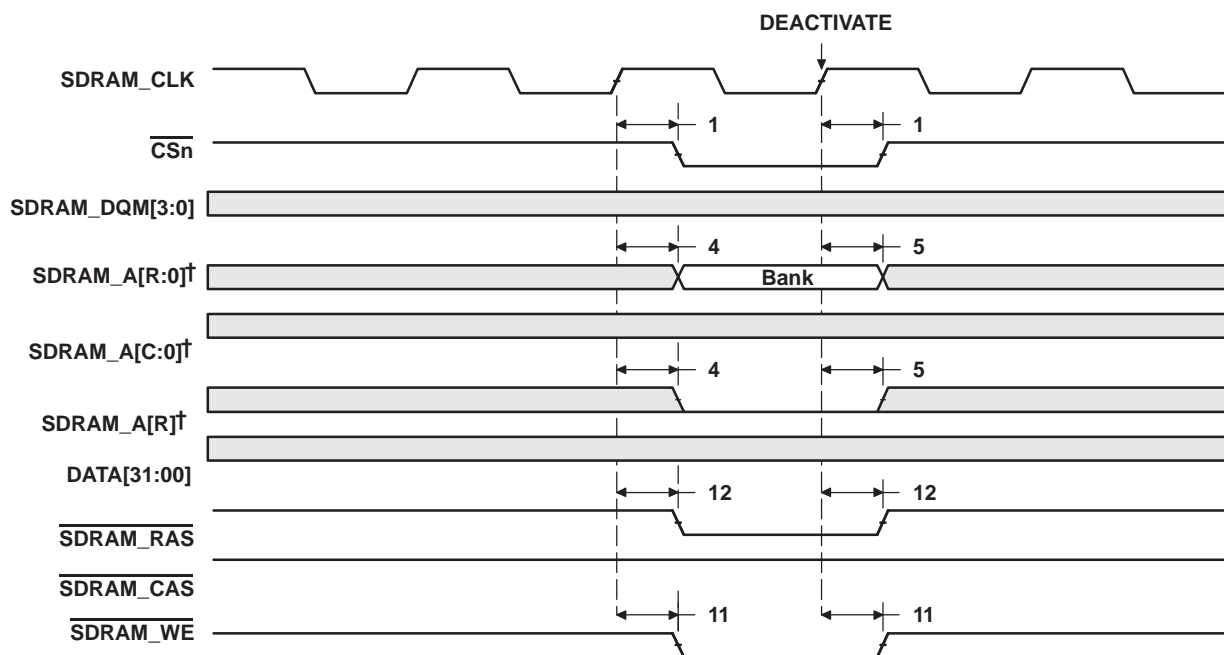 DEACTIVATE
SDRAM_CLK
1 1
CSn
SDRAM_DQM[3:0]
4 5
SDRAM_A[R:0]†
Bank
SDRAM_A[C:0]†
4 5
SDRAM_A[R]†
DATA[31:00]
12 12
SDRAM_RAS
SDRAM_CAS
11 11
SDRAM_WE